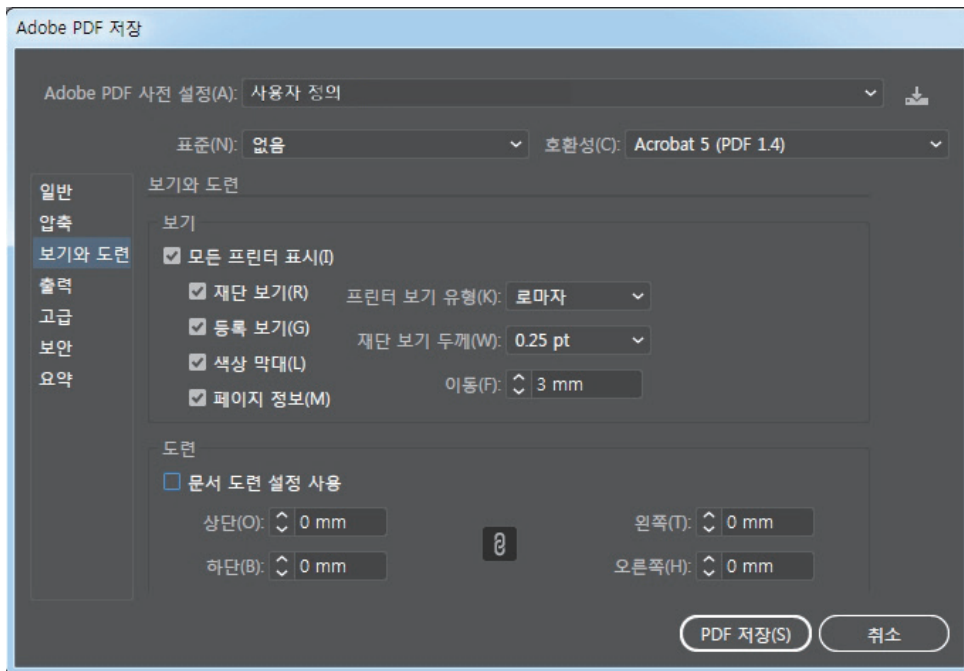 Adobe PDF 저장
Adobe PDF 사전 설정(A): 사용자 정의
표준(N): 없음 호환성(C): Acrobat 5 (PDF 1.4)
일반
압축
보기와 도련
출력
고급
보안
요약
보기와 도련
보기
모든 프린터 표시(I)
재단 보기(R) 프린터 보기 유형(K): 로마자
등록 보기(G) 재단 보기 두께(W): 0.25 pt
색상 막대(L) 이동(F): 3 mm
페이지 정보(M)
도련
문서 도련 설정 사용
상단(O): 0 mm 왼쪽(T): 0 mm
하단(B): 0 mm 오른쪽(H): 0 mm
PDF 저장(S) 취소